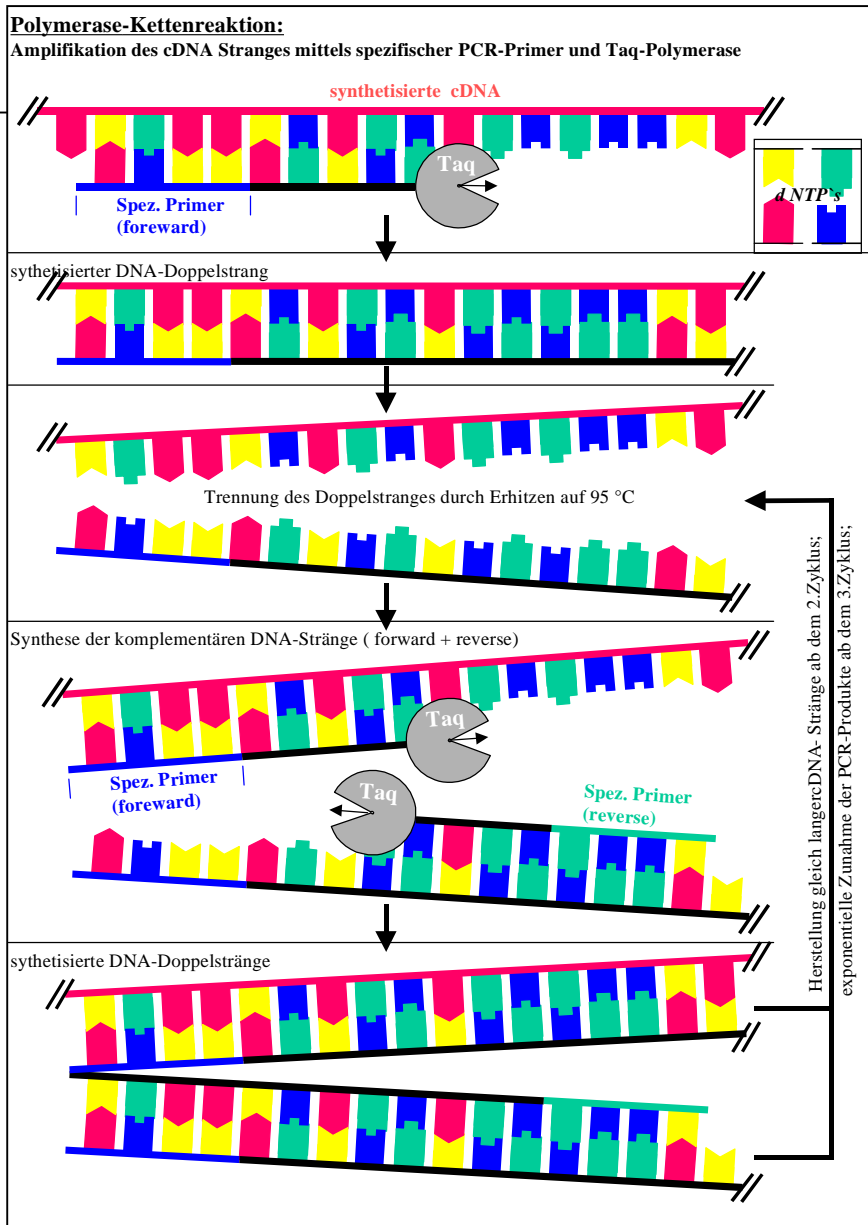 Polymerase-Kettenreaktion:
Amplifikation des cDNA Stranges mittels spezifischer PCR-Primer und Taq-Polymerase
synthetisierte cDNA
Taq
d NTP`s
Spez. Primer
(foreward)
sythetisierter DNA-Doppelstrang
Trennung des Doppelstranges durch Erhitzen auf 95 °C
Synthese der komplementären DNA-Stränge ( forward + reverse)
Taq
Spez. Primer
(foreward)
Taq
Spez. Primer
(reverse)
sythetisierte DNA-Doppelstränge
Herstellung gleich langercDNA- Stränge ab dem 2.Zyklus;
exponentielle Zunahme der PCR-Produkte ab dem 3.Zyklus;